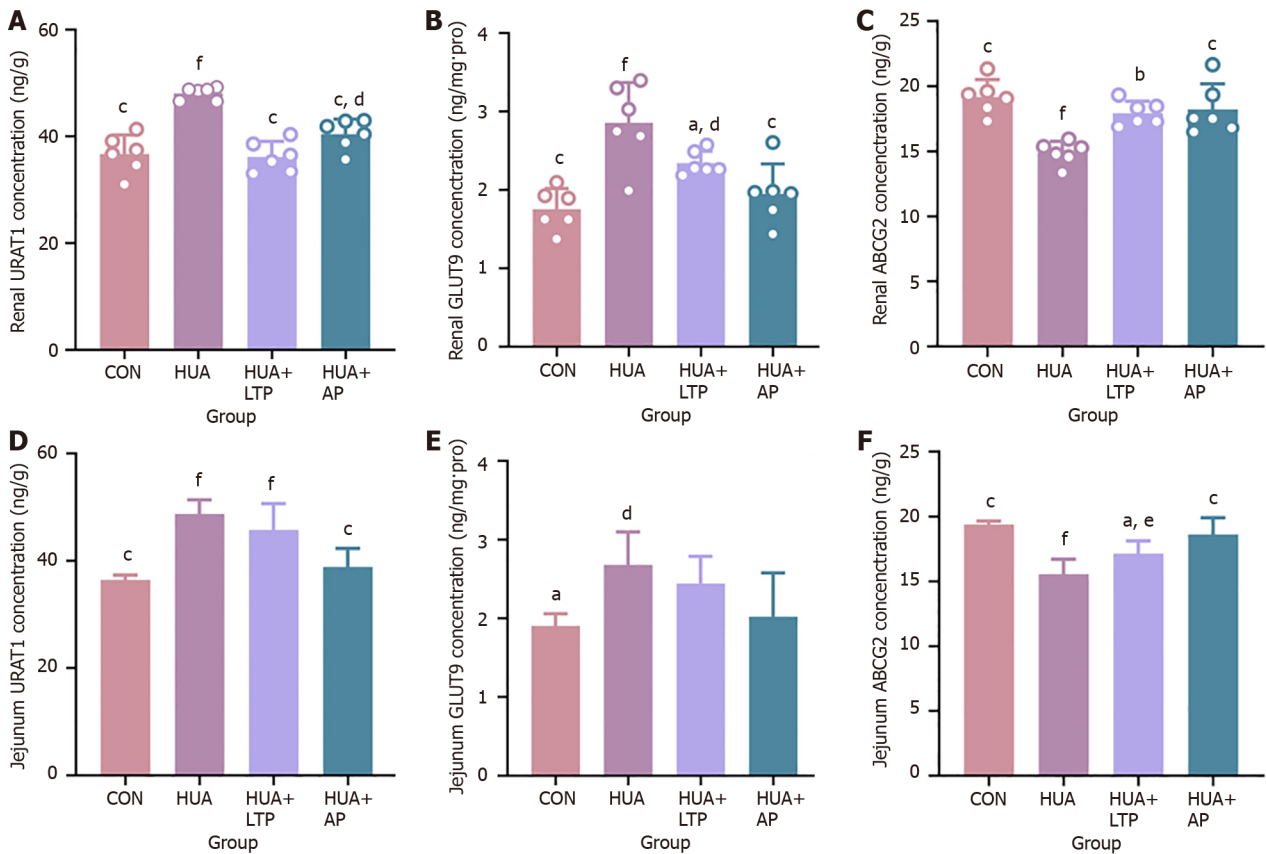 A
Renal URAT1 concentration (ng/g)
60
40
20
0
c
f
c
c, d
CON
HUA
HUA+
LTP
HUA+
AP
Group
B
Renal GLUT9 concenctration (ng/mg·pro)
4
3
2
1
0
c
f
a, d
c
CON
HUA
HUA+
LTP
HUA+
AP
Group
C
Renal ABCG2 concenctration (ng/g)
25
20
15
10
5
0
c
f
b
c
CON
HUA
HUA+
LTP
HUA+
AP
Group
D
Jejunum URAT1 concentration (ng/g)
60
40
20
0
c
f
f
c
CON
HUA
HUA+
LTP
HUA+
AP
Group
E
Jejunum GLUT9 concentration (ng/mg·pro)
4
3
2
1
0
a
d
CON
HUA
HUA+
LTP
HUA+
AP
Group
F
Jejunum ABCG2 concenctration (ng/g)
25
20
15
10
5
0
c
f
a, e
c
CON
HUA
HUA+
LTP
HUA+
AP
Group